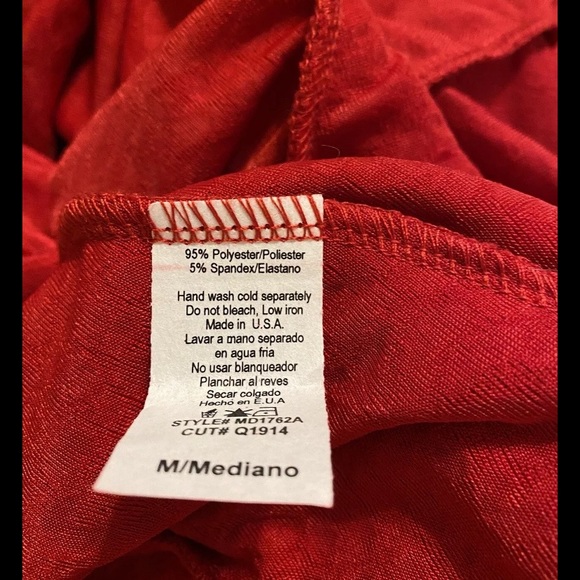 95% Polyester/Poliester
5% Spandex/Elastano
Hand wash cold separately
Do not bleach, Low iron
Made in U.S.A.
Lavar a mano separado
en agua fria
No usar blanqueador
Planchar al reves
Secar colgado
Hecho en E.U.A
STYLE# MD1762A
CUT# Q1914
M/Mediano